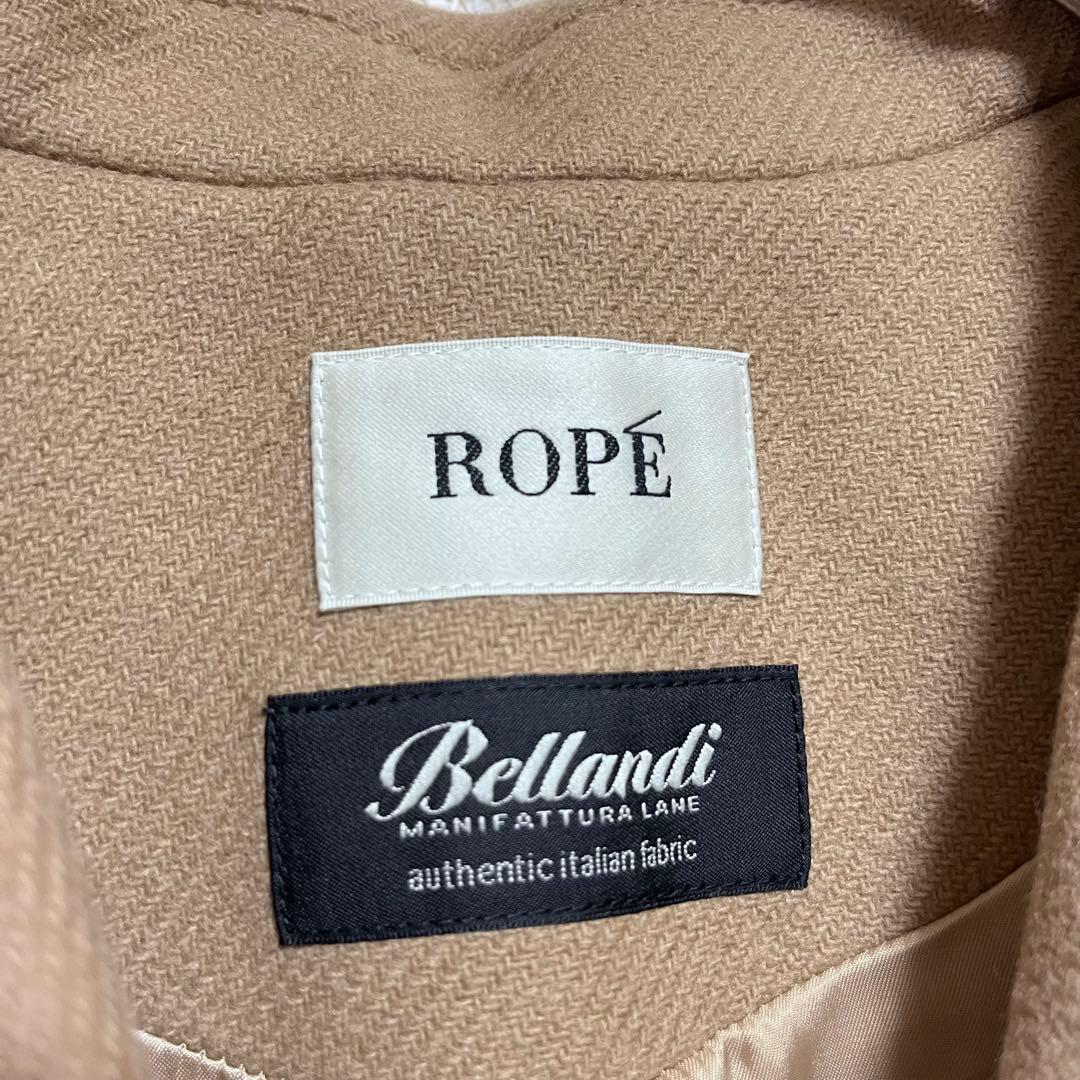 ROPÉ
Bellandi
MANIFATTURA LANE
authentic italian fabric